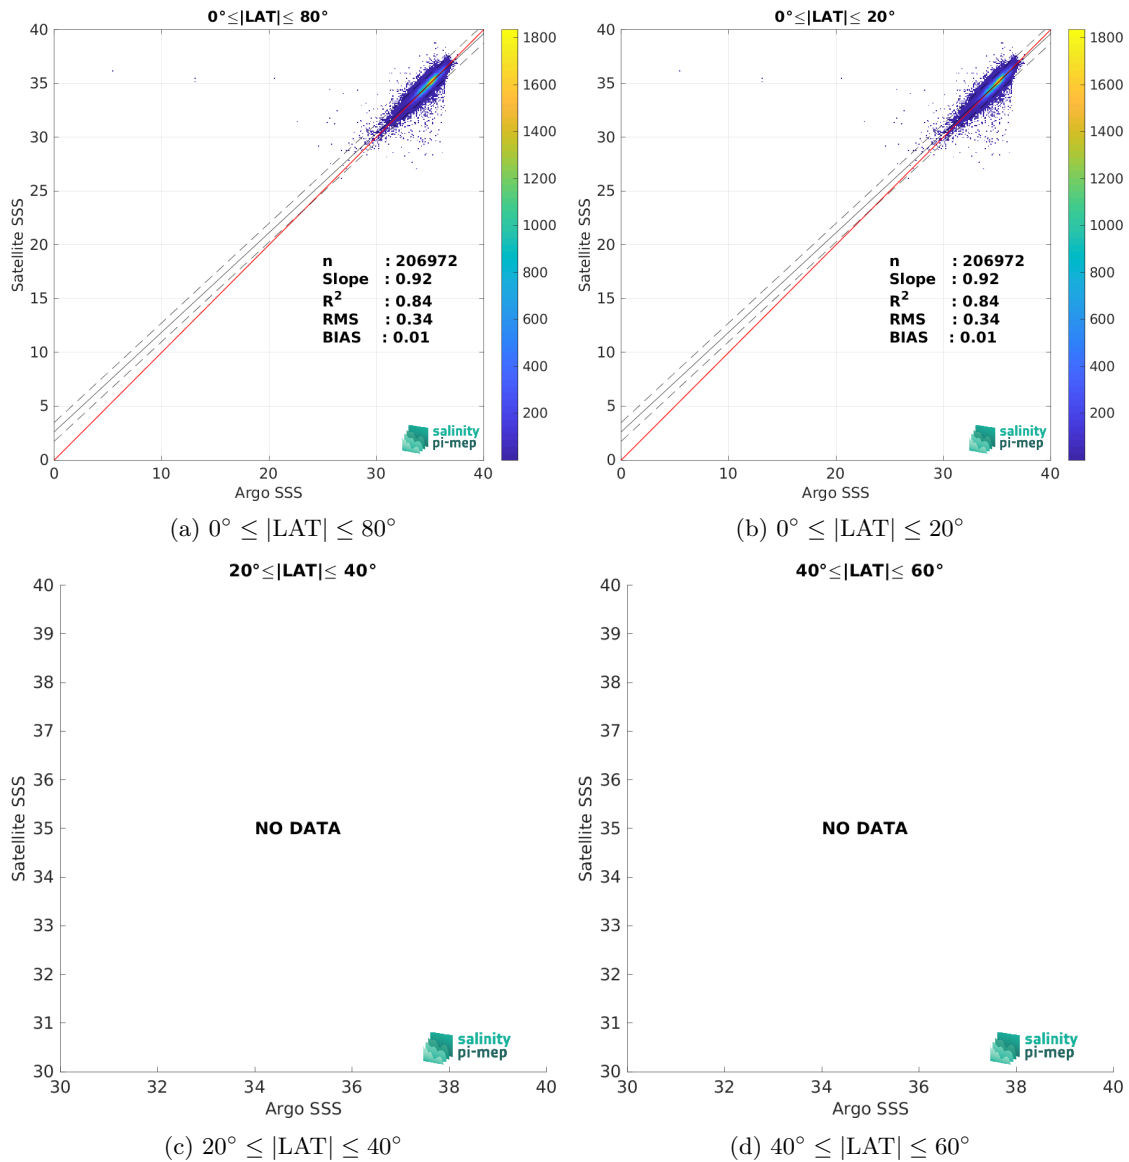 0°≤|LAT|≤ 80°
40
35
30
25
20
15
10
5
0
0
10
20
30
40
Satellite SSS
Argo SSS
n : 206972
Slope : 0.92
R² : 0.84
RMS : 0.34
BIAS : 0.01
salinity
pi-mep
1800
1600
1400
1200
1000
800
600
400
200
(a) 0° ≤ |LAT| ≤ 80°
0°≤|LAT|≤ 20°
40
35
30
25
20
15
10
5
0
0
10
20
30
40
Satellite SSS
Argo SSS
n : 206972
Slope : 0.92
R² : 0.84
RMS : 0.34
BIAS : 0.01
salinity
pi-mep
1800
1600
1400
1200
1000
800
600
400
200
(b) 0° ≤ |LAT| ≤ 20°
20°≤|LAT|≤ 40°
40
39
38
37
36
35
34
33
32
31
30
30
32
34
36
38
40
Satellite SSS
Argo SSS
NO DATA
salinity
pi-mep
(c) 20° ≤ |LAT| ≤ 40°
40°≤|LAT|≤ 60°
40
39
38
37
36
35
34
33
32
31
30
30
32
34
36
38
40
Satellite SSS
Argo SSS
NO DATA
salinity
pi-mep
(d) 40° ≤ |LAT| ≤ 60°